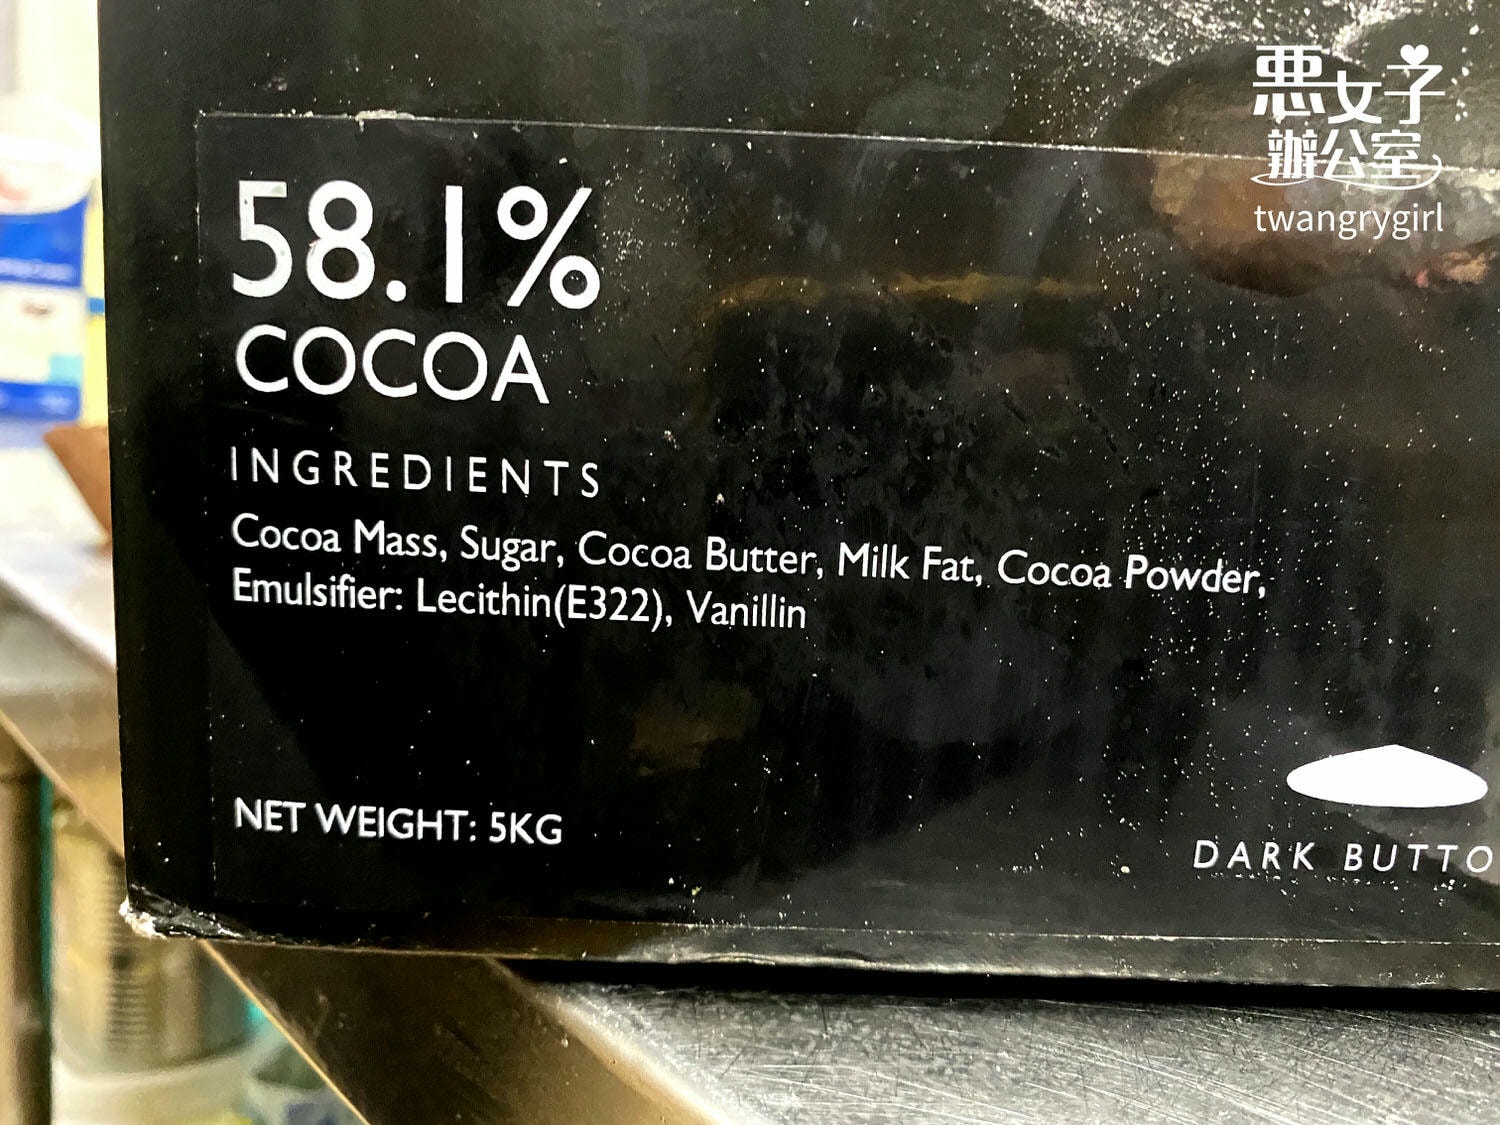 惡女子
辦公室
twangrygirl
58.1%
COCOA
INGREDIENTS
Cocoa Mass, Sugar, Cocoa Butter, Milk Fat, Cocoa Powder,
Emulsifier: Lecithin(E322), Vanillin
NET WEIGHT: 5KG
DARK BUTTO